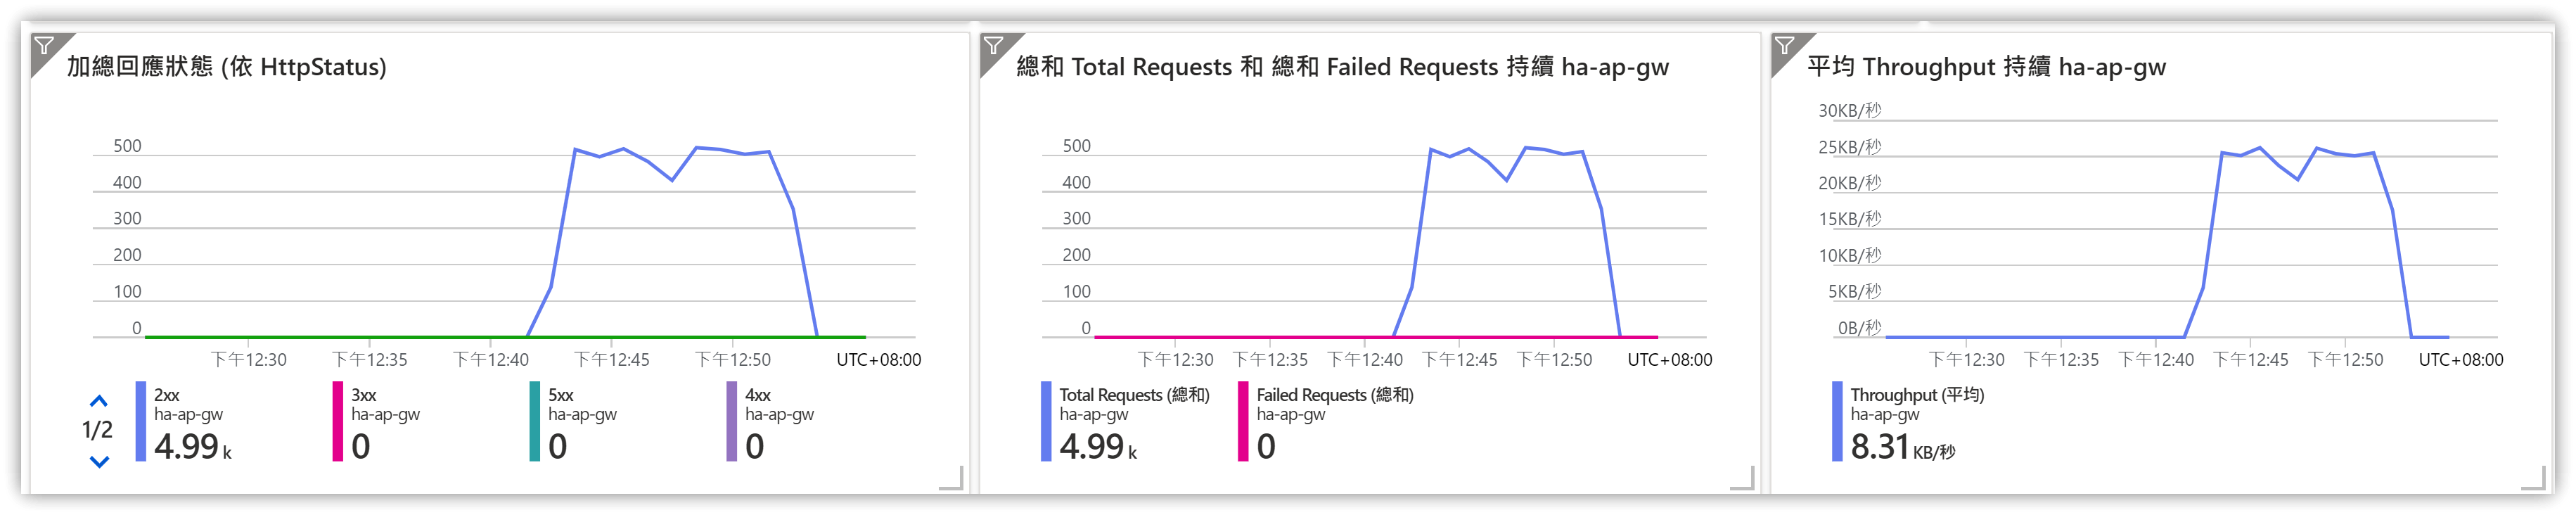 加總回應狀態 (依 HttpStatus)
500
400
300
200
100
0
下午12:30 下午12:35 下午12:40 下午12:45 下午12:50 UTC+08:00
1/2
2xx
ha-ap-gw
4.99 k
3xx
ha-ap-gw
0
5xx
ha-ap-gw
0
4xx
ha-ap-gw
0
總和 Total Requests 和 總和 Failed Requests 持續 ha-ap-gw
500
400
300
200
100
0
下午12:30 下午12:35 下午12:40 下午12:45 下午12:50 UTC+08:00
Total Requests (總和)
ha-ap-gw
4.99 k
Failed Requests (總和)
ha-ap-gw
0
平均 Throughput 持續 ha-ap-gw
30KB/秒
25KB/秒
20KB/秒
15KB/秒
10KB/秒
5KB/秒
0B/秒
下午12:30 下午12:35 下午12:40 下午12:45 下午12:50 UTC+08:00
Throughput (平均)
ha-ap-gw
8.31 KB/秒